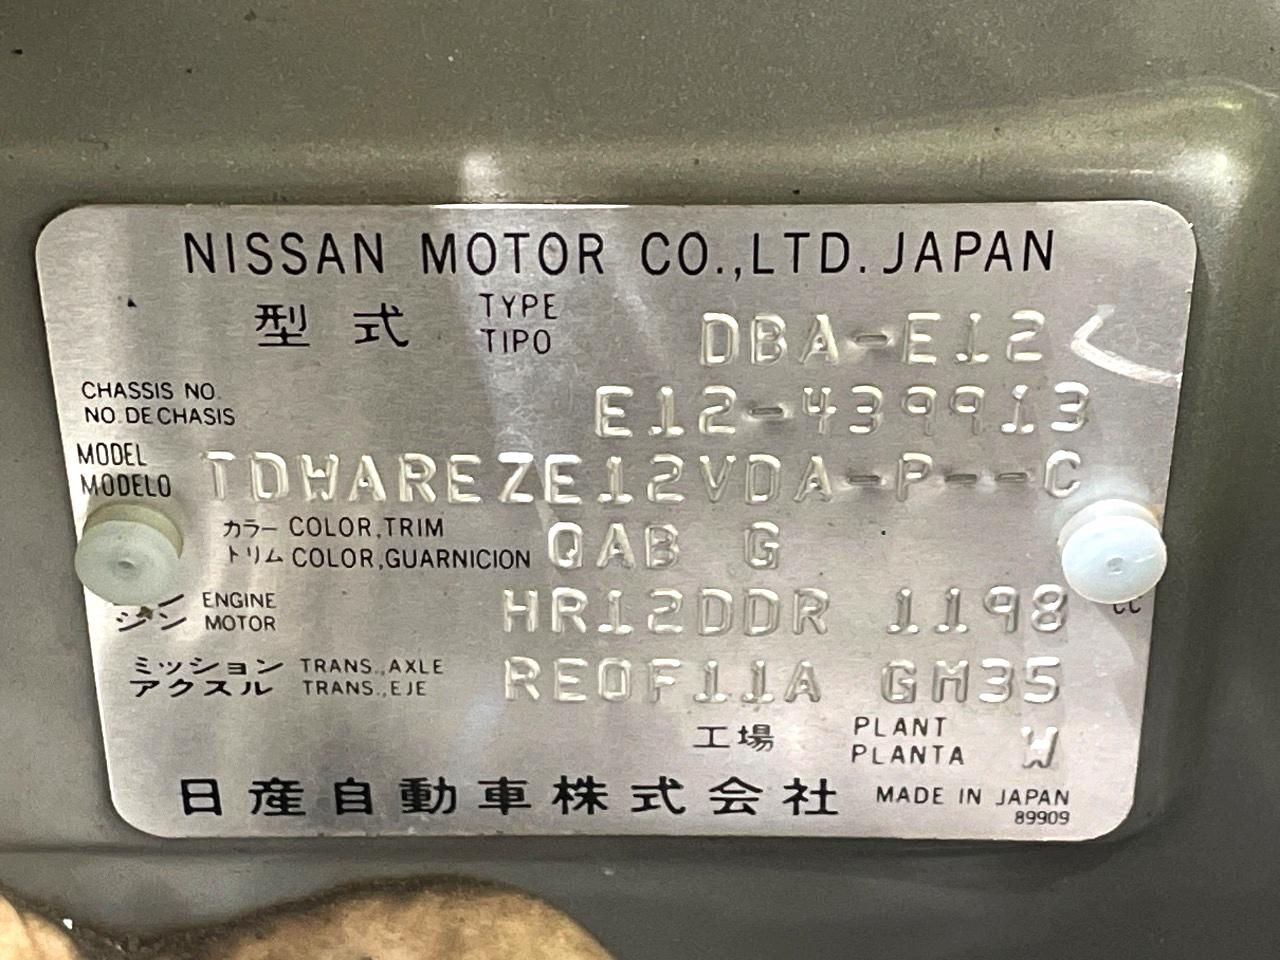 NISSAN MOTOR CO.,LTD. JAPAN
型式 TYPE TIPO DBA-E12
CHASSIS NO. NO. DE CHASIS E12-439913
MODEL MODELO TDWAREZE12VDA-P--C
カラー COLOR,TRIM
トリム COLOR,GUARNICION QAB G
ジン ENGINE MOTOR HR12DDR 1198 CC
ミッション TRANS.,AXLE
アクスル TRANS.,EJE RE0F11A GM35
工場 PLANT PLANTA W
日産自動車株式会社 MADE IN JAPAN
89909